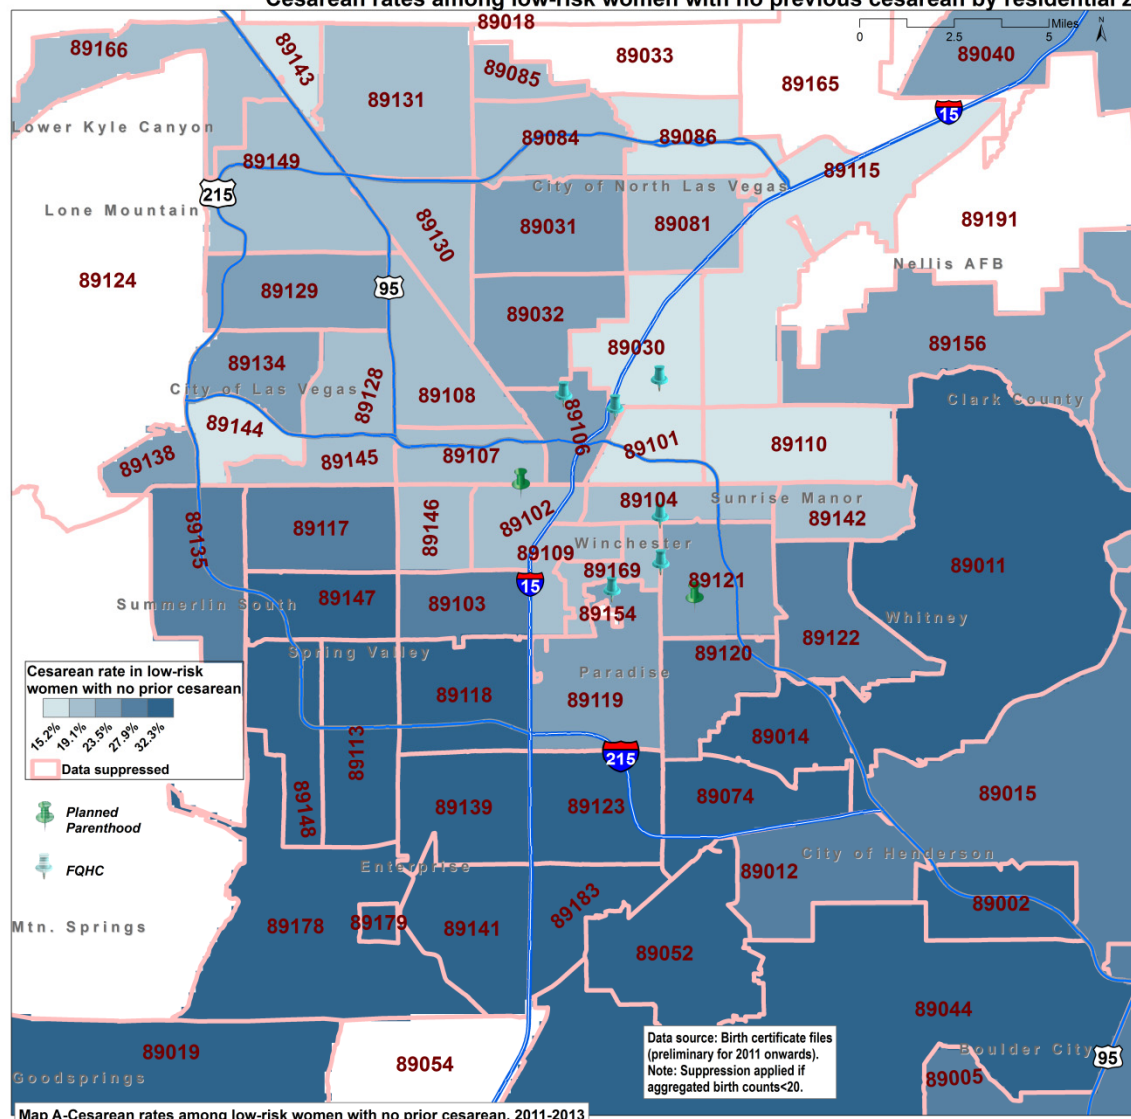 Cesarean rates among low-risk women with no previous cesarean by residential
89018
Miles
N
0 2.5 5
89166
89143
89033
89040
89085
89165
89131
15
Lower Kyle Canyon
89084
89086
89149
89115
215
City of North Las Vegas
Lone Mountain
89130
89031
89081
89191
Nellis AFB
89124
89129
95
89032
89030
89156
89134
City of Las Vegas
89128
89108
Clark County
89144
89106
89101
89110
89138
89145
89107
89104
Sunrise Manor
89117
89146
89102
89142
89135
89109
Winchester
89169
89011
15
89121
89147
89103
89154
Summerlin South
89122
Whitney
Spring Valley
89120
Cesarean rate in low-risk
women with no prior cesarean
15.2% 19.1% 23.5% 27.9% 32.3%
Data suppressed
Paradise
89118
89119
89113
89014
215
89148
89139
89123
89074
89015
Planned
Parenthood
FQHC
Enterprise
City of Henderson
89012
89183
89002
89178
89179
89141
Mtn. Springs
89052
89044
Data source: Birth certificate files
(preliminary for 2011 onwards).
Note: Suppression applied if
aggregated birth counts<20.
89019
89054
Boulder City
95
Goodsprings
89005
Map A-Cesarean rates among low-risk women with no prior cesarean, 2011-2013